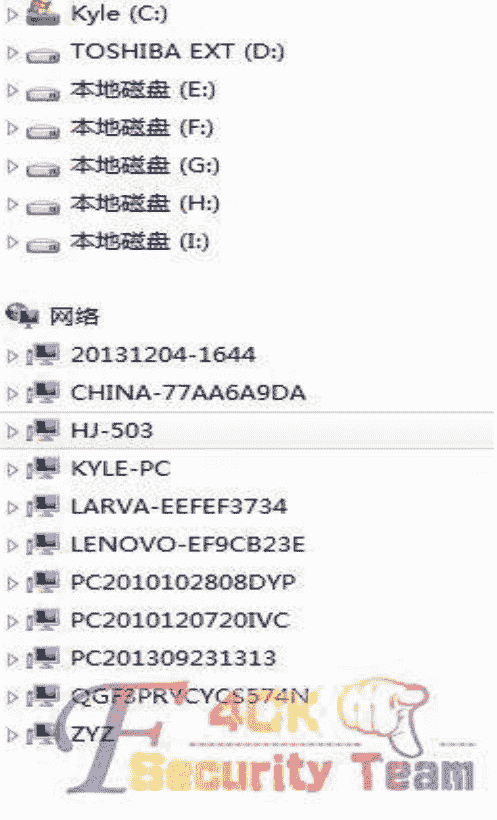 Kyle (C:)
TOSHIBA EXT (D:)
本地磁盘 (E:)
本地磁盘 (F:)
本地磁盘 (G:)
本地磁盘 (H:)
本地磁盘 (I:)
网络
20131204-1644
CHINA-77AA6A9DA
HJ-503
KYLE-PC
LARVA-EEFEF3734
LENOVO-EF9CB23E
PC2010102808DYP
PC2010120720IVC
PC201309231313
ZYZ
Security Team